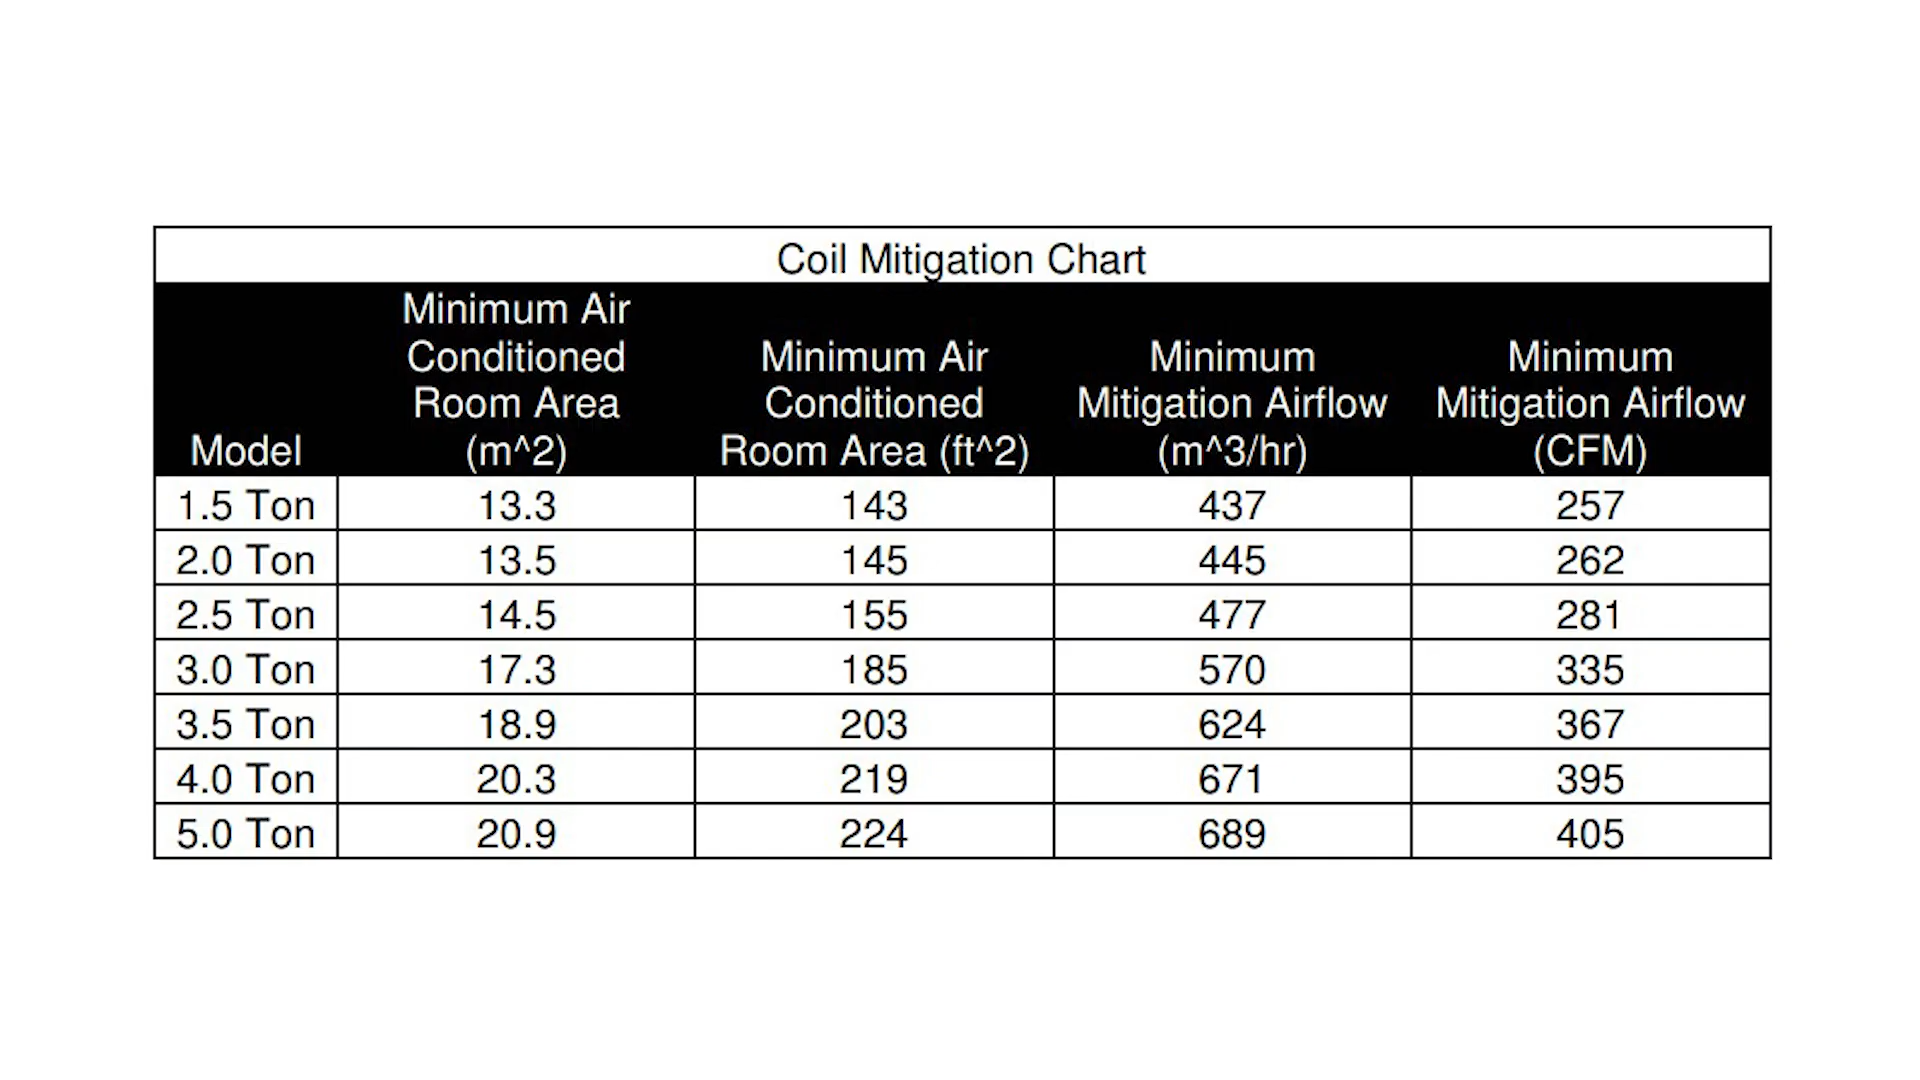 Coil Mitigation Chart
Model
Minimum Air
Conditioned
Room Area
(m^2)
Minimum Air
Conditioned
Room Area (ft^2)
Minimum
Mitigation Airflow
(m^3/hr)
Minimum
Mitigation Airflow
(CFM)
1.5 Ton 13.3 143 437 257
2.0 Ton 13.5 145 445 262
2.5 Ton 14.5 155 477 281
3.0 Ton 17.3 185 570 335
3.5 Ton 18.9 203 624 367
4.0 Ton 20.3 219 671 395
5.0 Ton 20.9 224 689 405